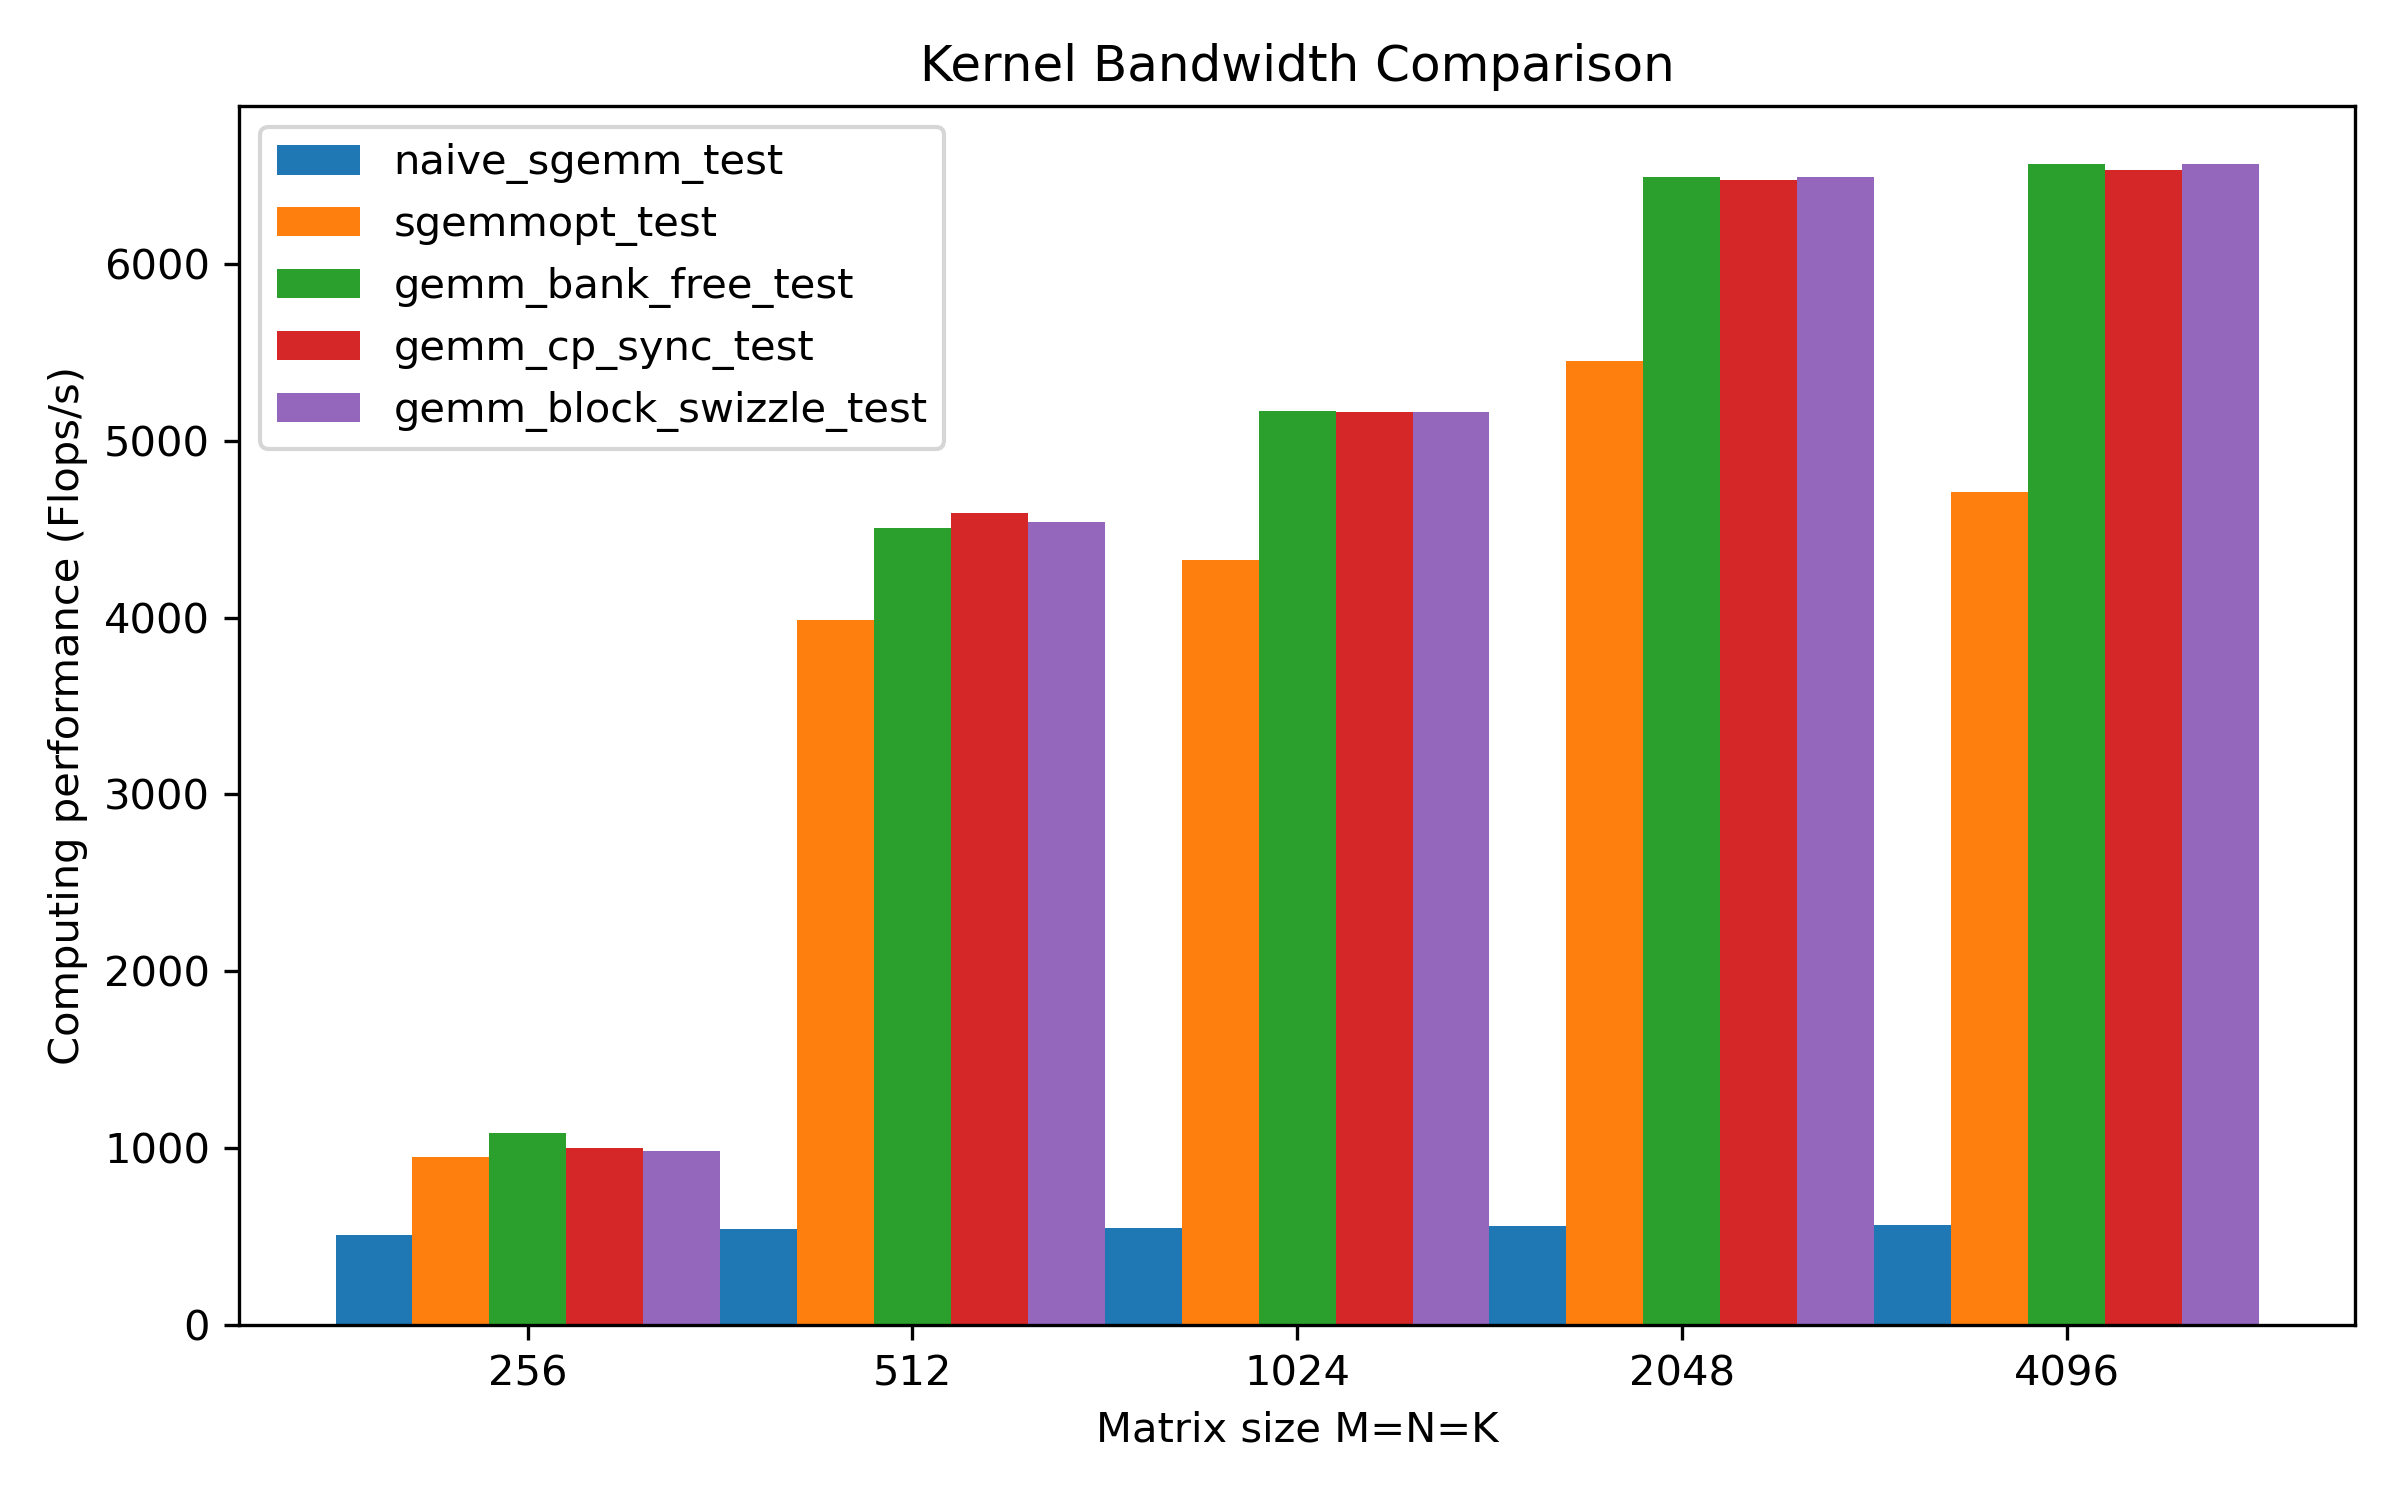 Kernel Bandwidth Comparison
naive_sgemm_test
sgemmopt_test
gemm_bank_free_test
gemm_cp_sync_test
gemm_block_swizzle_test
Computing performance (Flops/s)
6000
5000
4000
3000
2000
1000
0
256 512 1024 2048 4096
Matrix size M=N=K